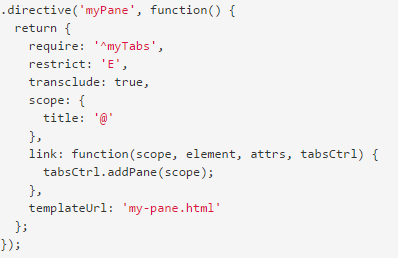 .directive('myPane', function() {
  return {
    require: '^myTabs',
    restrict: 'E',
    transclude: true,
    scope: {
      title: '@'
    },
    link: function(scope, element, attrs, tabsCtrl) {
      tabsCtrl.addPane(scope);
    },
    templateUrl: 'my-pane.html'
  };
});